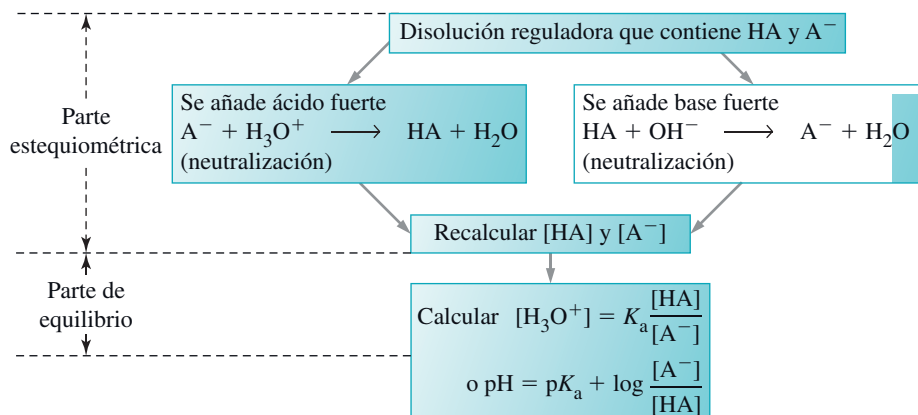 Disolución reguladora que contiene HA y A⁻
Parte
estequiométrica
Se añade ácido fuerte
A⁻ + H₃O⁺ ⟶ HA + H₂O
(neutralización)
Se añade base fuerte
HA + OH⁻ ⟶ A⁻ + H₂O
(neutralización)
Recalcular [HA] y [A⁻]
Parte de
equilibrio
Calcular [H₃O⁺] = Kₐ [HA]/[A⁻]
o pH = pKₐ + log [A⁻]/[HA]